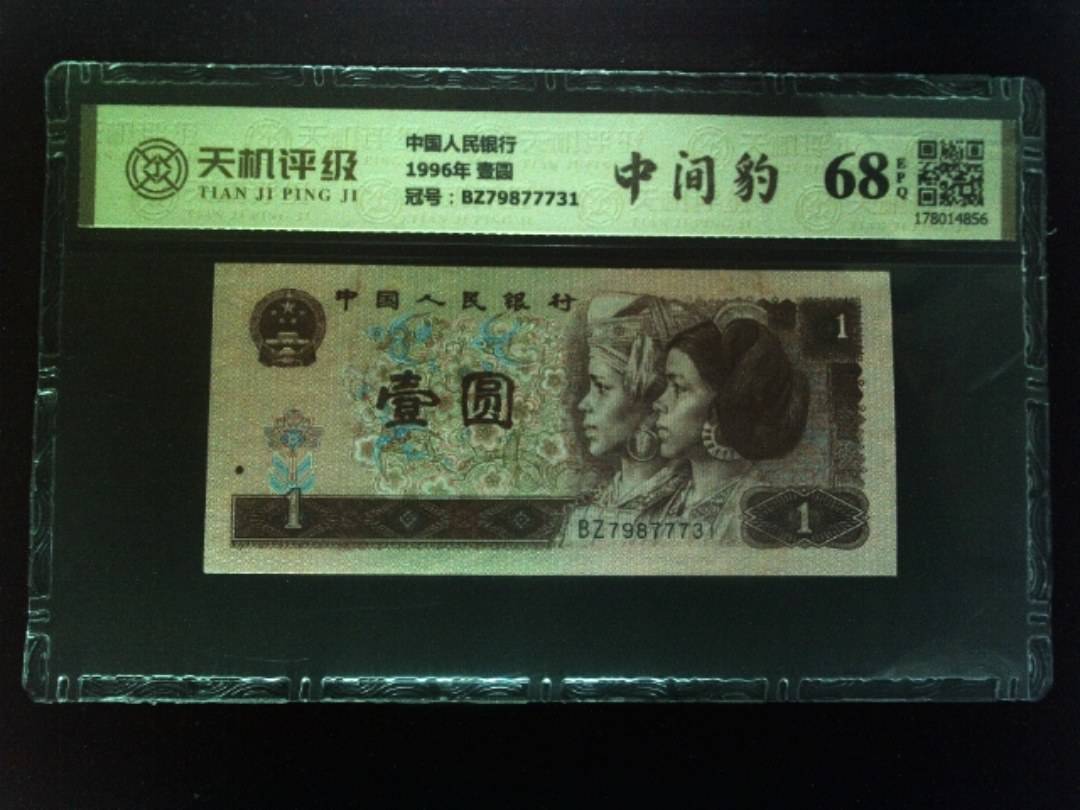 天机评级
TIAN JI PING JI
中国人民银行
1996年 壹圆
冠号：BZ79877731
中间豹
68
EPQ
178014856
中国人民银行
壹圆
1
1
BZ79877731
1